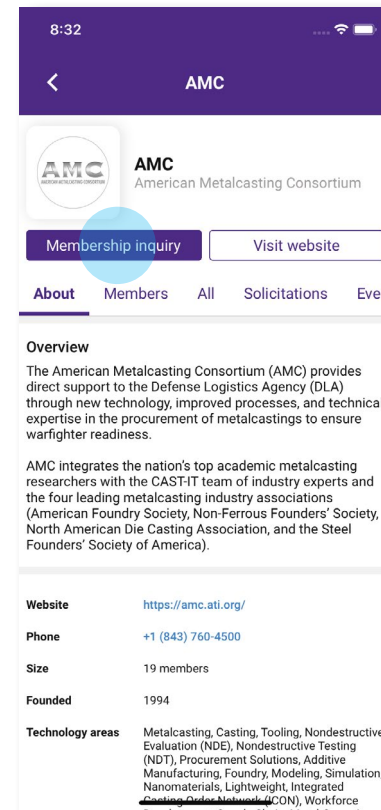 8:32
AMC
AMC
AMERICAN METALCASTING CONSORTIUM
AMC
American Metalcasting Consortium
Membership inquiry
Visit website
About Members All Solicitations Eve
Overview
The American Metalcasting Consortium (AMC) provides
direct support to the Defense Logistics Agency (DLA)
through new technology, improved processes, and technica
expertise in the procurement of metalcastings to ensure
warfighter readiness.
AMC integrates the nation's top academic metalcasting
researchers with the CAST-IT team of industry experts and
the four leading metalcasting industry associations
(American Foundry Society, Non-Ferrous Founders' Society,
North American Die Casting Association, and the Steel
Founders' Society of America).
Website https://amc.ati.org/
Phone +1 (843) 760-4500
Size 19 members
Founded 1994
Technology areas Metalcasting, Casting, Tooling, Nondestructive
Evaluation (NDE), Nondestructive Testing
(NDT), Procurement Solutions, Additive
Manufacturing, Foundry, Modeling, Simulation
Nanomaterials, Lightweight, Integrated
Casting Order Network (ICON), Workforce